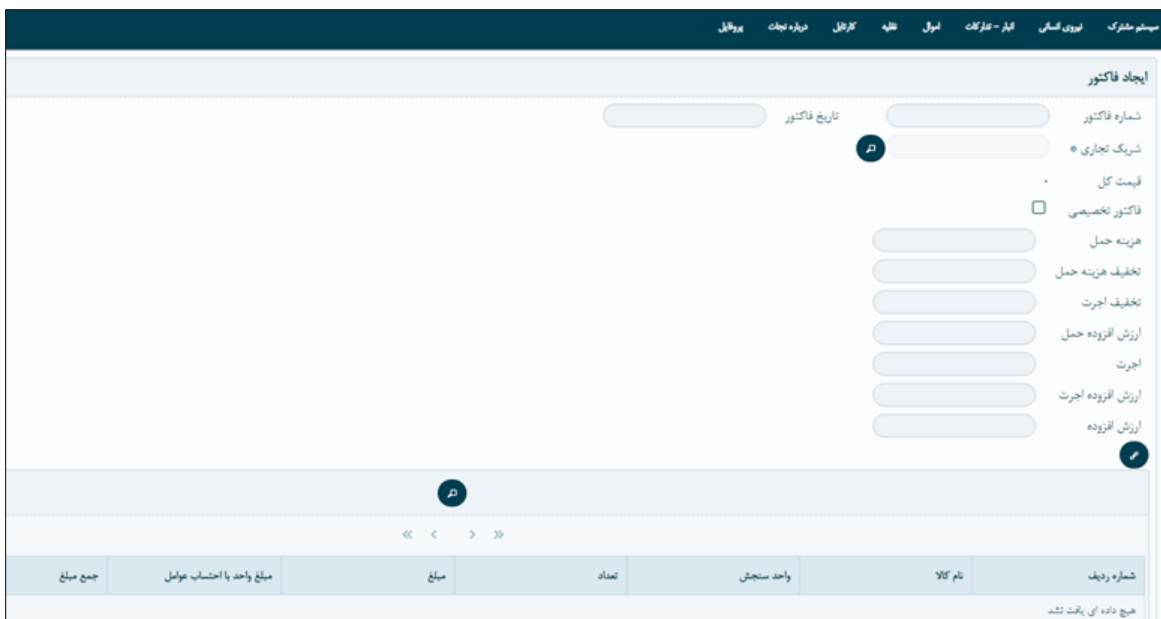 سیستم مشترک نیروی انسانی انبار - تدارکات اموال نقلیه کارتابل درباره نجات پروفایل
ایجاد فاکتور
شماره فاکتور تاریخ فاکتور
شریک تجاری *
قیمت کل ۰
فاکتور تخصیصی
هزینه حمل
تخفیف هزینه حمل
تخفیف اجرت
ارزش افزوده حمل
اجرت
ارزش افزوده اجرت
ارزش افزوده
شماره ردیف نام کالا واحد سنجش تعداد مبلغ مبلغ واحد با احتساب عوامل جمع مبلغ
هیچ داده ای یافت نشد